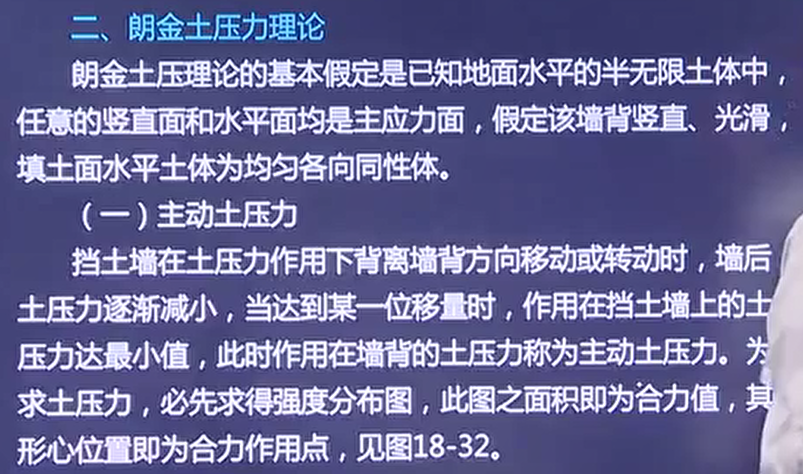 二、朗金土压力理论
朗金土压理论的基本假定是已知地面水平的半无限土体中，
任意的竖直面和水平面均是主应力面，假定该墙背竖直、光滑，
填土面水平土体为均匀各向同性体。
（一）主动土压力
挡土墙在土压力作用下背离墙背方向移动或转动时，墙后
土压力逐渐减小，当达到某一位移量时，作用在挡土墙上的土
压力达最小值，此时作用在墙背的土压力称为主动土压力。为
求土压力，必先求得强度分布图，此图之面积即为合力值，其
形心位置即为合力作用点，见图18-32。